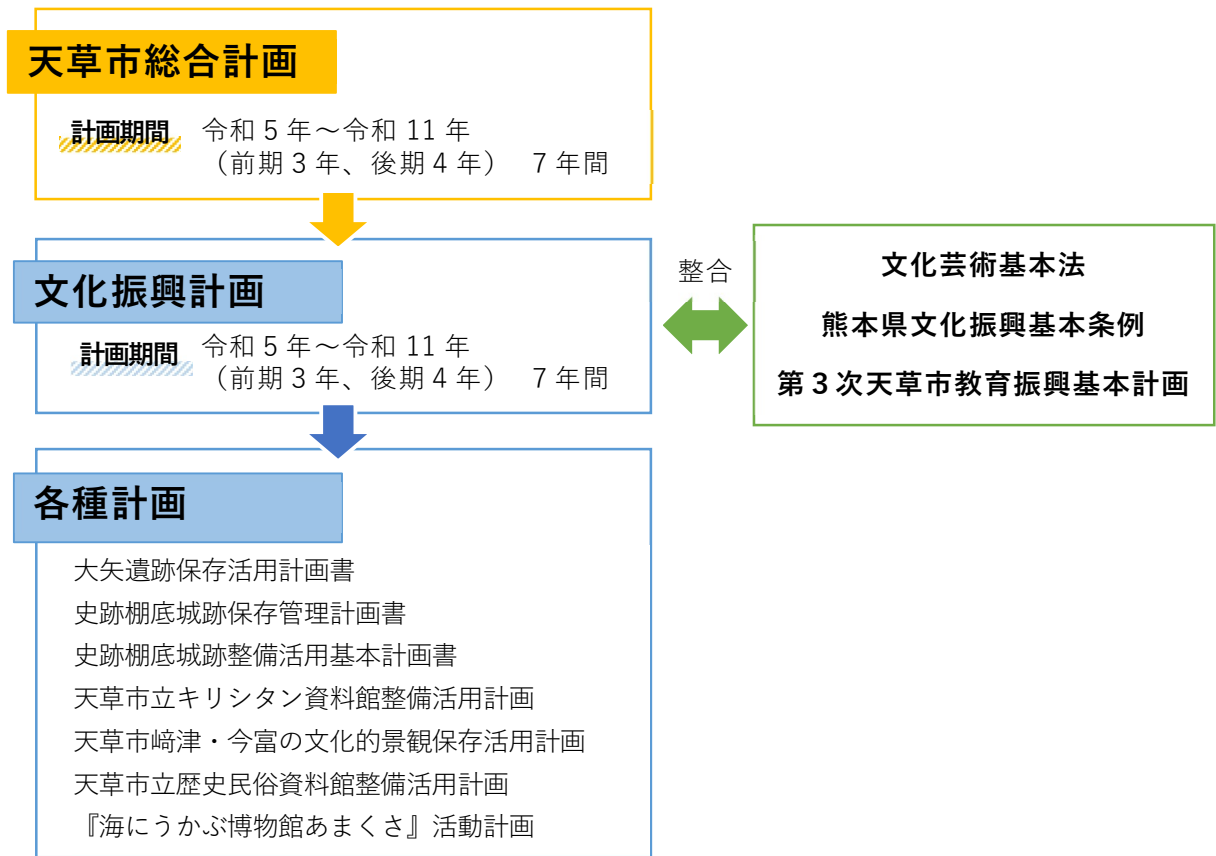 天草市総合計画
計画期間 令和5年～令和 11 年
（前期3年、後期4年） 7年間
文化振興計画
計画期間 令和5年～令和 11 年
（前期3年、後期4年） 7年間
整合
文化芸術基本法
熊本県文化振興基本条例
第3次天草市教育振興基本計画
各種計画
大矢遺跡保存活用計画書
史跡棚底城跡保存管理計画書
史跡棚底城跡整備活用基本計画書
天草市立キリシタン資料館整備活用計画
天草市﨑津・今富の文化的景観保存活用計画
天草市立歴史民俗資料館整備活用計画
『海にうかぶ博物館あまくさ』活動計画